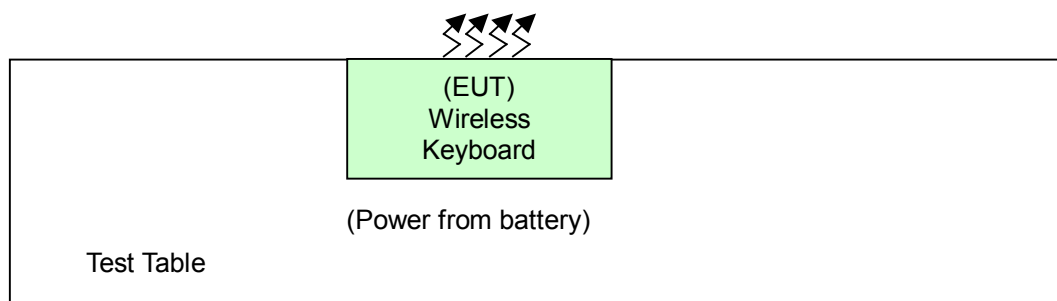 (EUT)
Wireless
Keyboard
(Power from battery)
Test Table